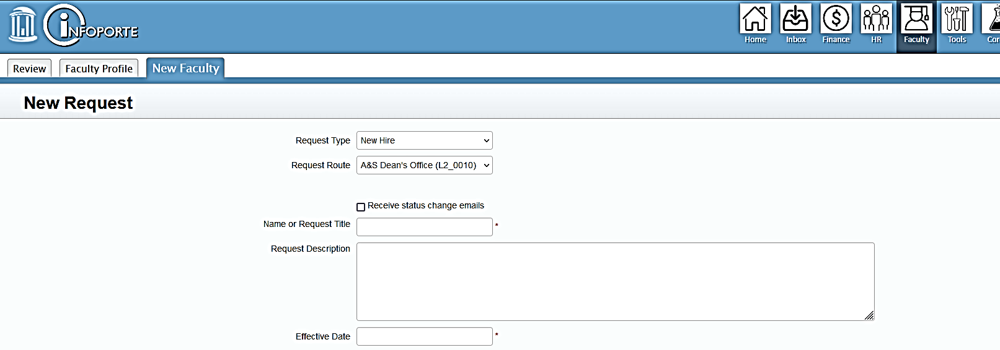 INFOPORTE
Home Inbox Finance HR Faculty Tools
Review Faculty Profile New Faculty
New Request
Request Type New Hire
Request Route A&S Dean's Office (L2_0010)
Receive status change emails
Name or Request Title *
Request Description
Effective Date *